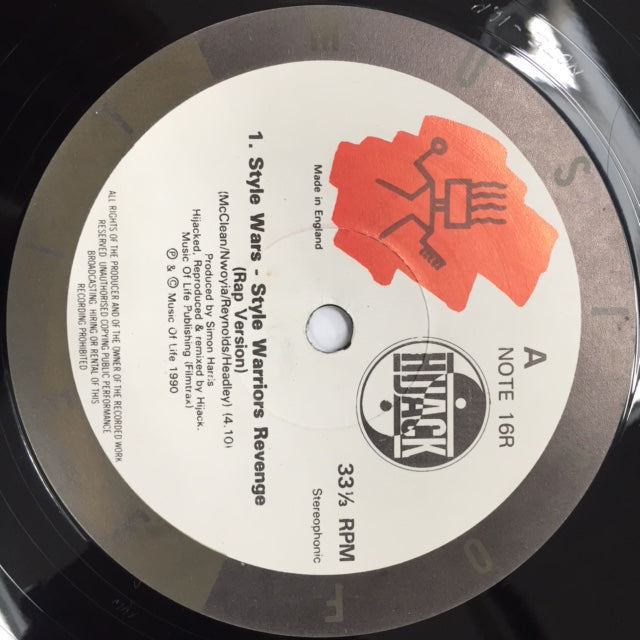 MUSIC OF LIFE
A
NOTE 16R
HIJACK
Made in England
33⅓ RPM
Stereophonic
1. Style Wars - Style Warriors Revenge
(Rap Version)
(McClean/Nwoyia/Reynolds/Headley) (4.10)
Produced by Simon Harris
Hijacked, Reproduced & remixed by Hijack.
Music Of Life Publishing (Filmtrax)
℗ & © Music Of Life 1990
ALL RIGHTS OF THE PRODUCER AND OF THE OWNER OF THE RECORDED WORK
RESERVED UNAUTHORISED COPYING PUBLIC PERFORMANCE
BROADCASTING HIRING OR RENTAL OF THIS
RECORDING PROHIBITED